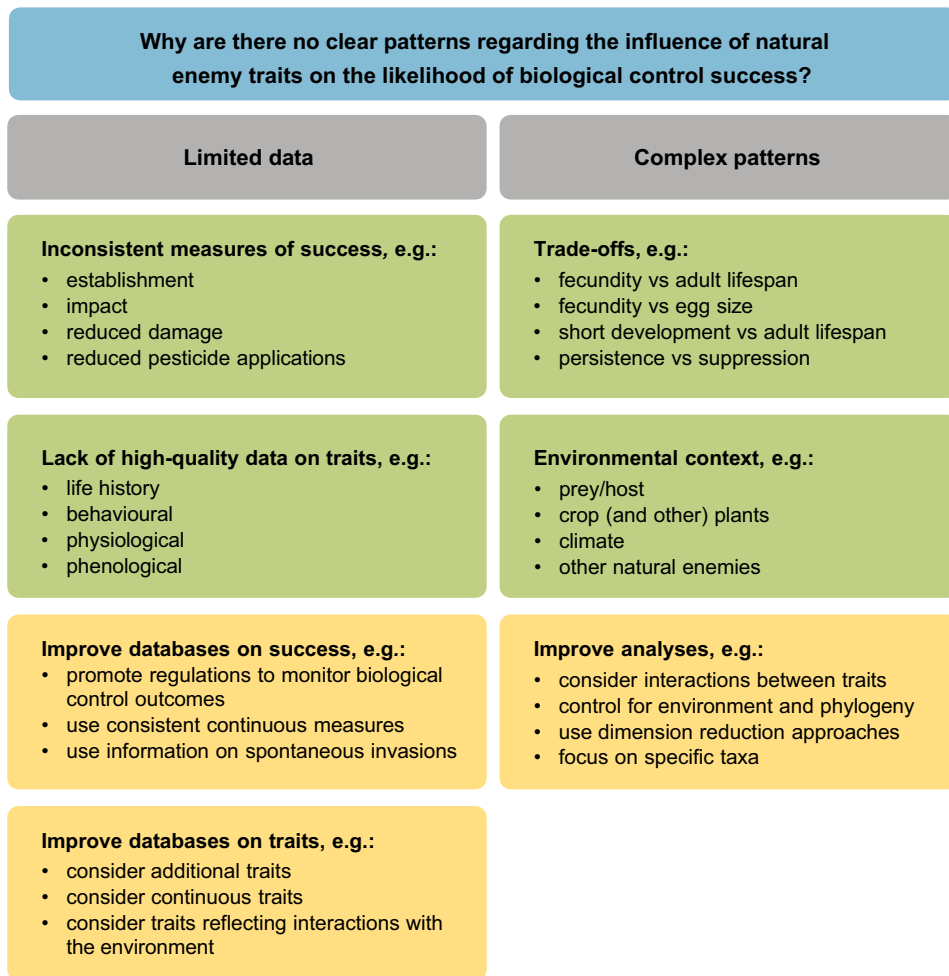 Why are there no clear patterns regarding the influence of natural
enemy traits on the likelihood of biological control success?
Limited data
Inconsistent measures of success, e.g.:
• establishment
• impact
• reduced damage
• reduced pesticide applications
Lack of high-quality data on traits, e.g.:
• life history
• behavioural
• physiological
• phenological
Improve databases on success, e.g.:
• promote regulations to monitor biological
control outcomes
• use consistent continuous measures
• use information on spontaneous invasions
Improve databases on traits, e.g.:
• consider additional traits
• consider continuous traits
• consider traits reflecting interactions with
the environment
Complex patterns
Trade-offs, e.g.:
• fecundity vs adult lifespan
• fecundity vs egg size
• short development vs adult lifespan
• persistence vs suppression
Environmental context, e.g.:
• prey/host
• crop (and other) plants
• climate
• other natural enemies
Improve analyses, e.g.:
• consider interactions between traits
• control for environment and phylogeny
• use dimension reduction approaches
• focus on specific taxa